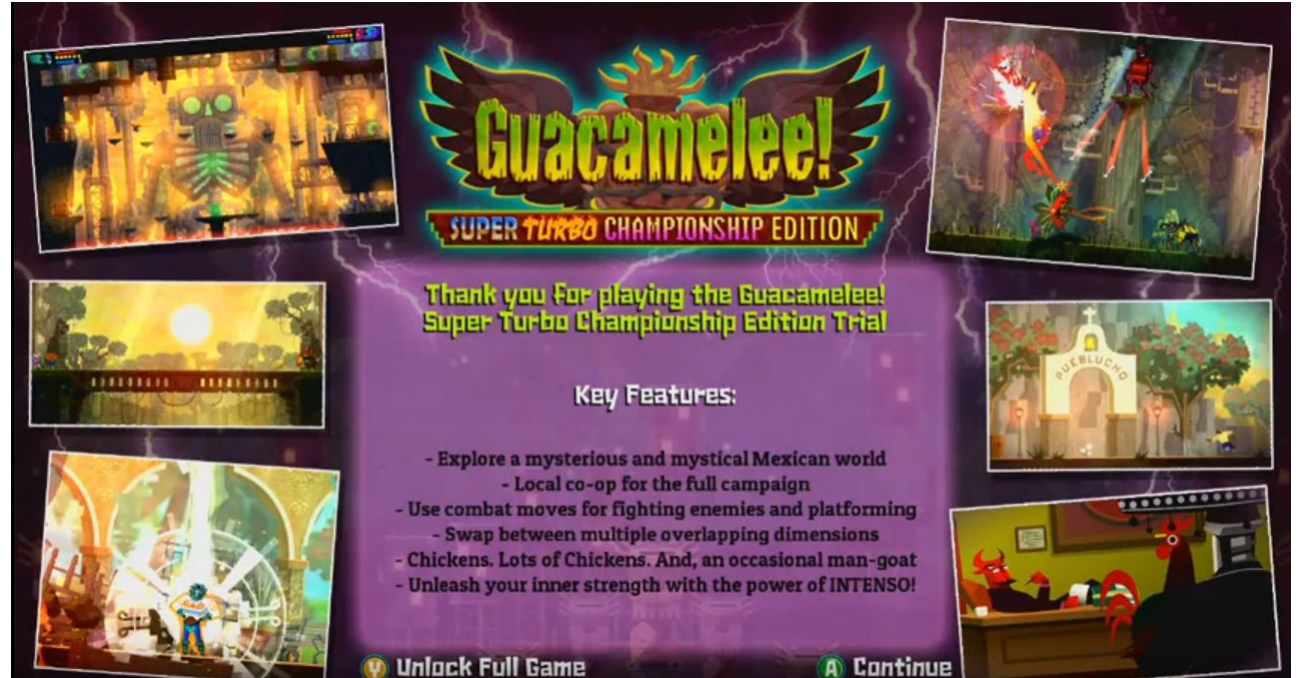 Guacamelee!
SUPER TURBO CHAMPIONSHIP EDITION
Thank you for playing the Guacamelee!
Super Turbo Championship Edition Trial
Key Features:
- Explore a mysterious and mystical Mexican world
- Local co-op for the full campaign
- Use combat moves for fighting enemies and platforming
- Swap between multiple overlapping dimensions
- Chickens. Lots of Chickens. And, an occasional man-goat
- Unleash your inner strength with the power of INTENSO!
PUEBLUCHO
Y Unlock Full Game
A Continue